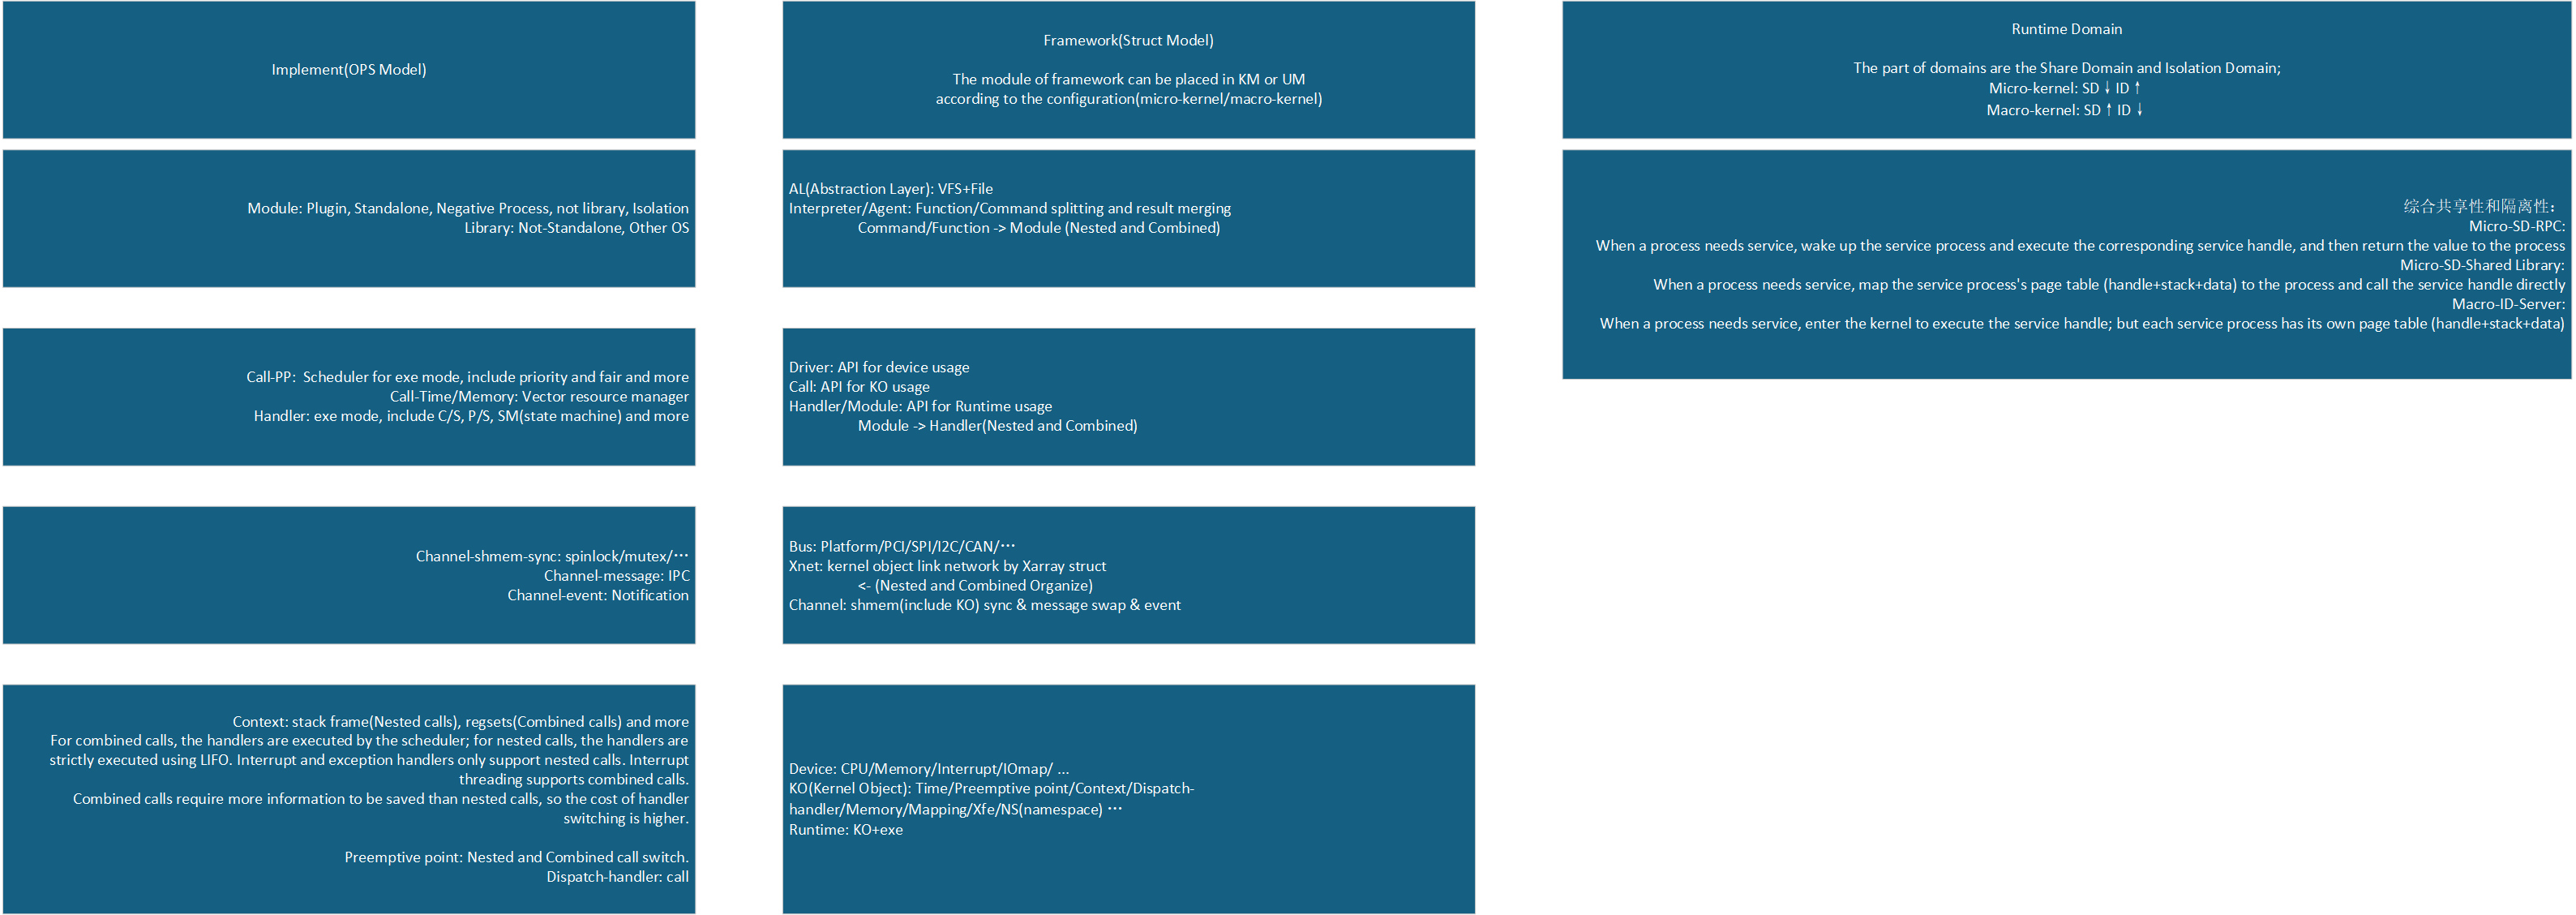 Implement(OPS Model)
Module: Plugin, Standalone, Negative Process, not library, Isolation
Library: Not-Standalone, Other OS
Call-PP:  Scheduler for exe mode, include priority and fair and more
Call-Time/Memory: Vector resource manager
Handler: exe mode, include C/S, P/S, SM(state machine) and more
Channel-shmem-sync: spinlock/mutex/…
Channel-message: IPC
Channel-event: Notification
Context: stack frame(Nested calls), regsets(Combined calls) and more
For combined calls, the handlers are executed by the scheduler; for nested calls, the handlers are
strictly executed using LIFO. Interrupt and exception handlers only support nested calls. Interrupt
threading supports combined calls.
Combined calls require more information to be saved than nested calls, so the cost of handler
switching is higher.
Preemptive point: Nested and Combined call switch.
Dispatch-handler: call
Framework(Struct Model)
The module of framework can be placed in KM or UM
according to the configuration(micro-kernel/macro-kernel)
AL(Abstraction Layer): VFS+File
Interpreter/Agent: Function/Command splitting and result merging
Command/Function -> Module (Nested and Combined)
Driver: API for device usage
Call: API for KO usage
Handler/Module: API for Runtime usage
Module -> Handler(Nested and Combined)
Bus: Platform/PCI/SPI/I2C/CAN/…
Xnet: kernel object link network by Xarray struct
<- (Nested and Combined Organize)
Channel: shmem(include KO) sync & message swap & event
Device: CPU/Memory/Interrupt/IOmap/ ...
KO(Kernel Object): Time/Preemptive point/Context/Dispatch-
handler/Memory/Mapping/Xfe/NS(namespace) …
Runtime: KO+exe
Runtime Domain
The part of domains are the Share Domain and Isolation Domain;
Micro-kernel: SD↓ID↑
Macro-kernel: SD↑ID↓
综合共享性和隔离性：
Micro-SD-RPC:
When a process needs service, wake up the service process and execute the corresponding service handle, and then return the value to the process
Micro-SD-Shared Library:
When a process needs service, map the service process's page table (handle+stack+data) to the process and call the service handle directly
Macro-ID-Server:
When a process needs service, enter the kernel to execute the service handle; but each service process has its own page table (handle+stack+data)